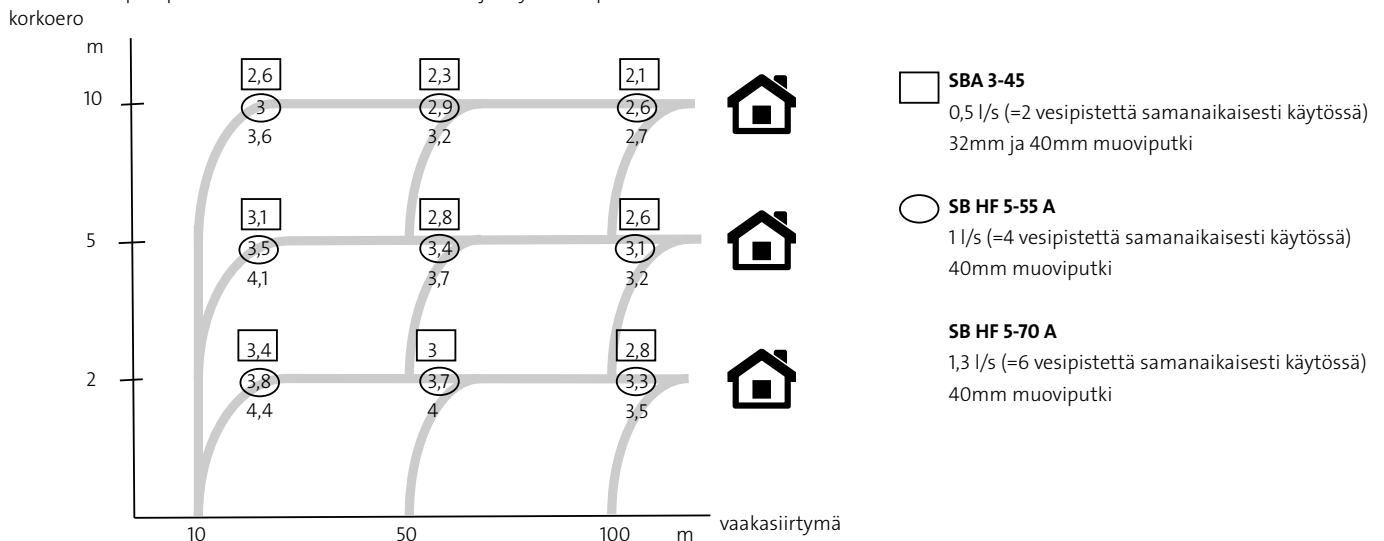 korkoero
m
10
5
2
2,6
2,3
2,1
3
2,9
2,6
3,6
3,2
2,7
3,1
2,8
2,6
3,5
3,4
3,1
4,1
3,7
3,2
3,4
3
2,8
3,8
3,7
3,3
4,4
4
3,5
10
50
100
m
vaakasiirtymä
SBA 3-45
0,5 l/s (=2 vesipistettä samanaikaisesti käytössä)
32mm ja 40mm muoviputki
SB HF 5-55 A
1 l/s (=4 vesipistettä samanaikaisesti käytössä)
40mm muoviputki
SB HF 5-70 A
1,3 l/s (=6 vesipistettä samanaikaisesti käytössä)
40mm muoviputki